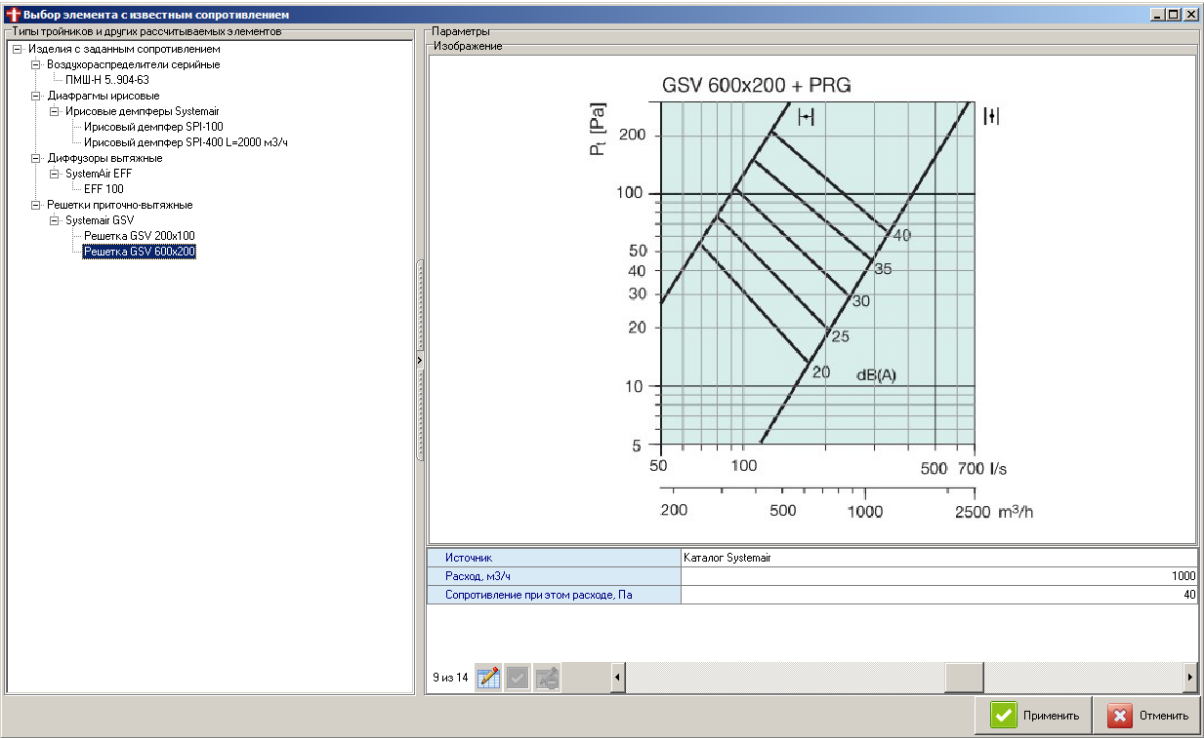 Выбор элемента с известным сопротивлением
Типы тройников и других рассчитываемых элементов
Изделия с заданным сопротивлением
Воздухораспределители серийные
ПМШ-Н 5..904-63
Диафрагмы ирисовые
Ирисовые демпферы Systemair
Ирисовый демпфер SPI-100
Ирисовый демпфер SPI-400 L=2000 м3/ч
Диффузоры вытяжные
SystemAir EFF
EFF 100
Решетки приточно-вытяжные
Systemair GSV
Решетка GSV 200x100
Решетка GSV 600x200
Параметры
Изображение
GSV 600x200 + PRG
Pt [Pa]
200
100
50
40
30
20
10
5
40
35
30
25
20
dB(A)
50 100 500 700 l/s
200 500 1000 2500 m³/h
Источник Каталог Systemair
Расход, м3/ч 1000
Сопротивление при этом расходе, Па 40
9 из 14
Применить Отменить